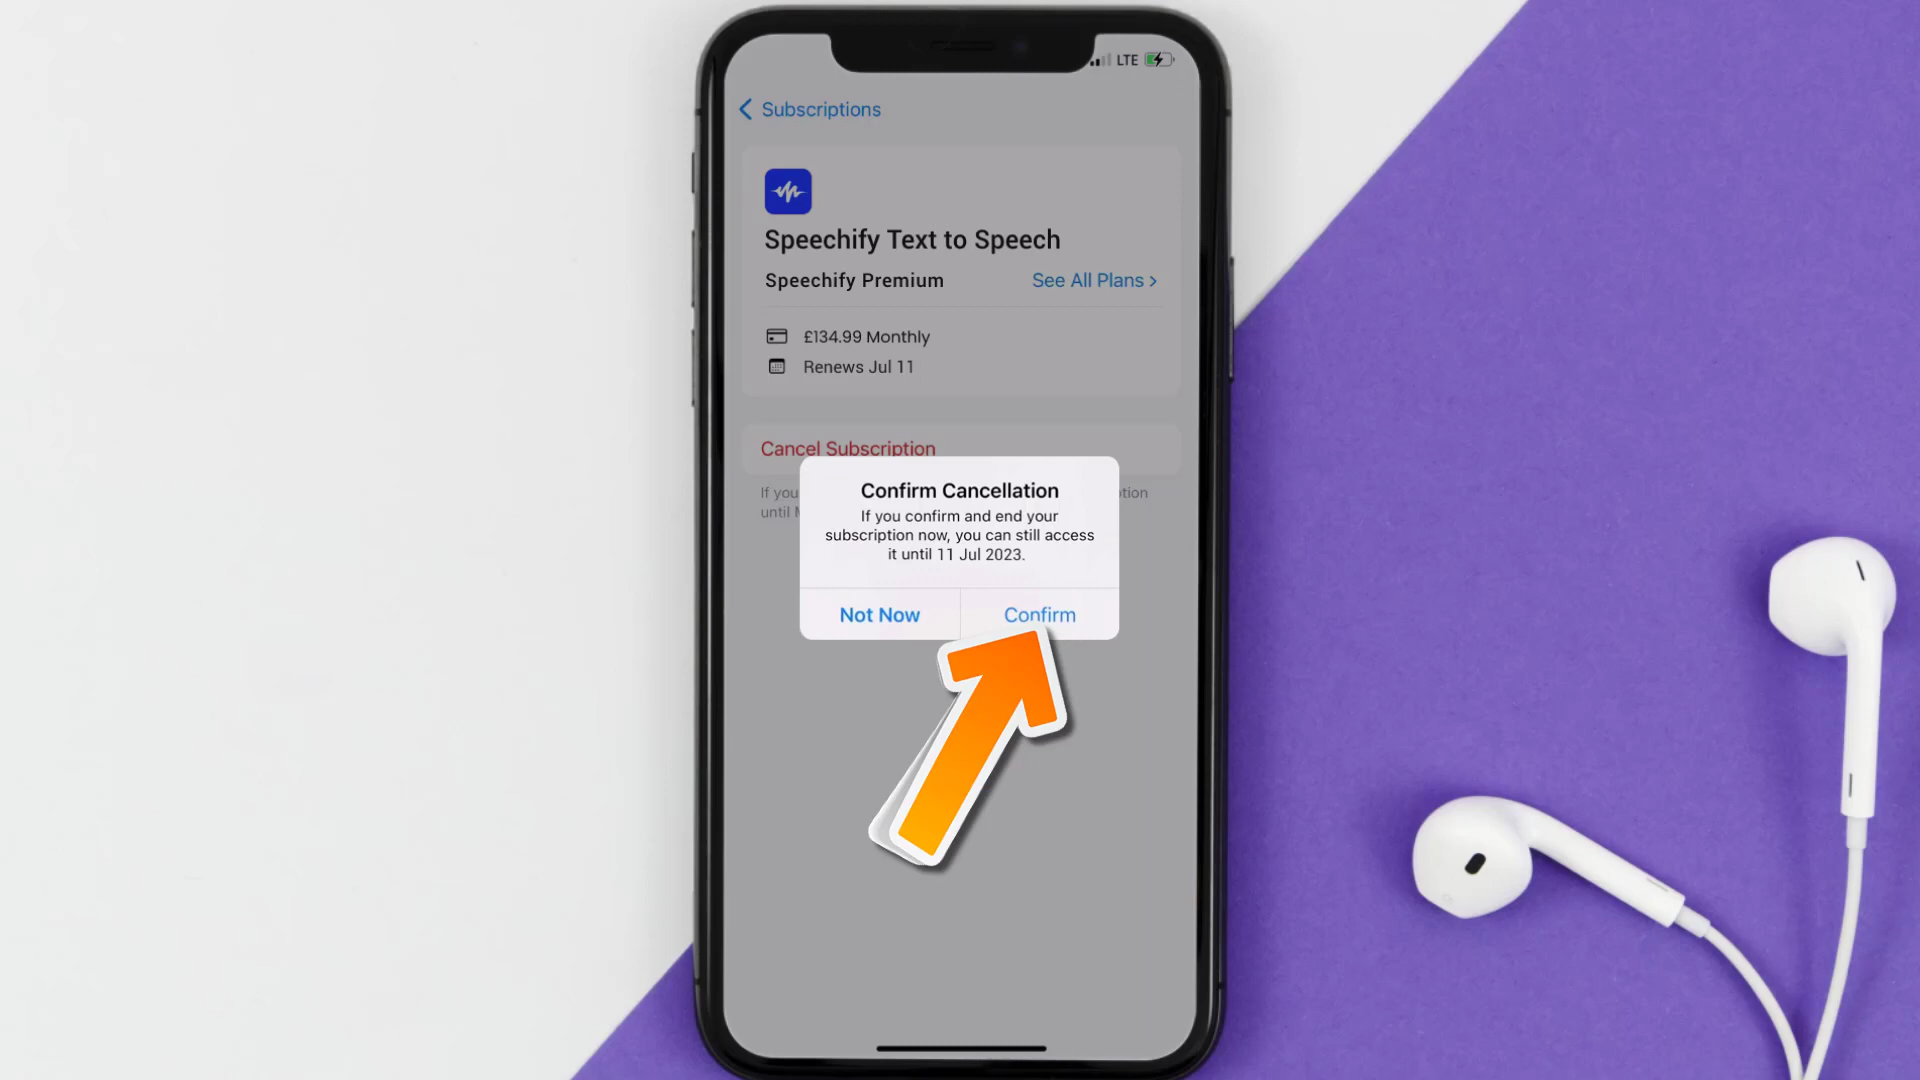 LTE
Subscriptions
Speechify Text to Speech
Speechify Premium
See All Plans
£134.99 Monthly
Renews Jul 11
Cancel Subscription
If you
tion
until
Confirm Cancellation
If you confirm and end your
subscription now, you can still access
it until 11 Jul 2023.
Not Now
Confirm